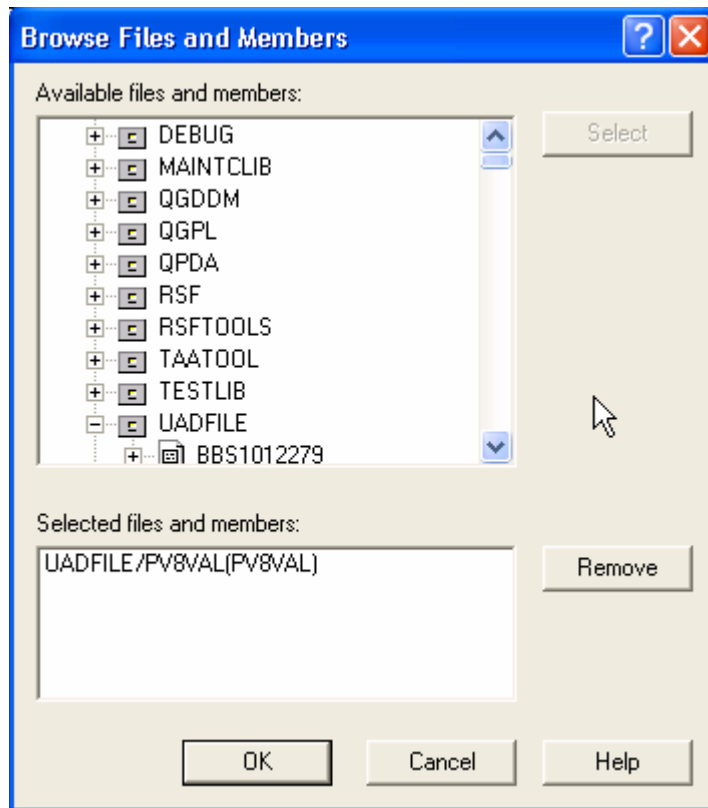 Browse Files and Members
Available files and members:
DEBUG
MAINTCLIB
QGDDM
QGPL
QPDA
RSF
RSFTOOLS
TAATOOL
TESTLIB
UADFILE
BBS1012279
Select
Selected files and members:
UADFILE/PV8VAL(PV8VAL)
Remove
OK
Cancel
Help